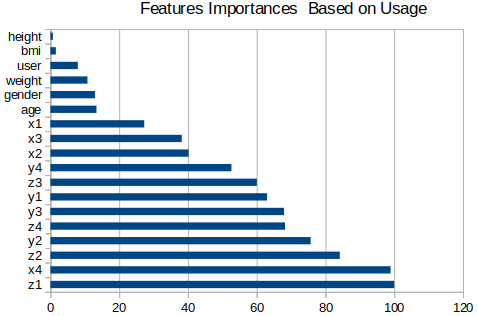 Features Importances  Based on Usage
height
bmi
user
weight
gender
age
x1
x3
x2
y4
z3
y1
y3
z4
y2
z2
x4
z1
0 20 40 60 80 100 120